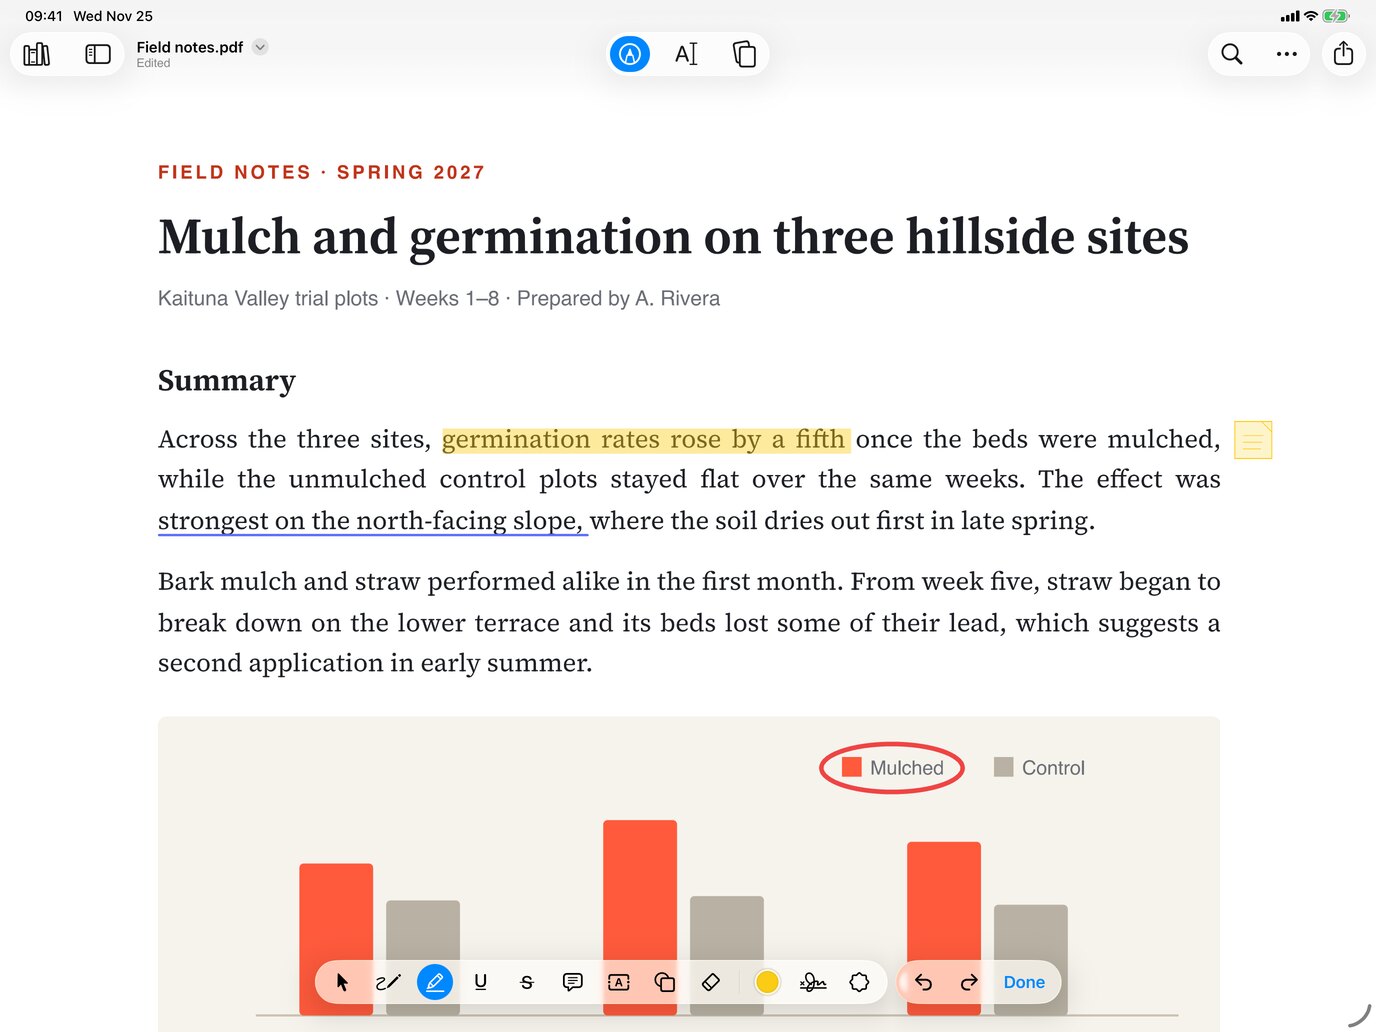 09:41 Wed Nov 25
Field notes.pdf
Edited
FIELD NOTES · SPRING 2027
Mulch and germination on three hillside sites
Kaituna Valley trial plots · Weeks 1–8 · Prepared by A. Rivera
Summary
Across the three sites, germination rates rose by a fifth once the beds were mulched,
while the unmulched control plots stayed flat over the same weeks. The effect was
strongest on the north-facing slope, where the soil dries out first in late spring.
Bark mulch and straw performed alike in the first month. From week five, straw began to
break down on the lower terrace and its beds lost some of their lead, which suggests a
second application in early summer.
Mulched Control
Done